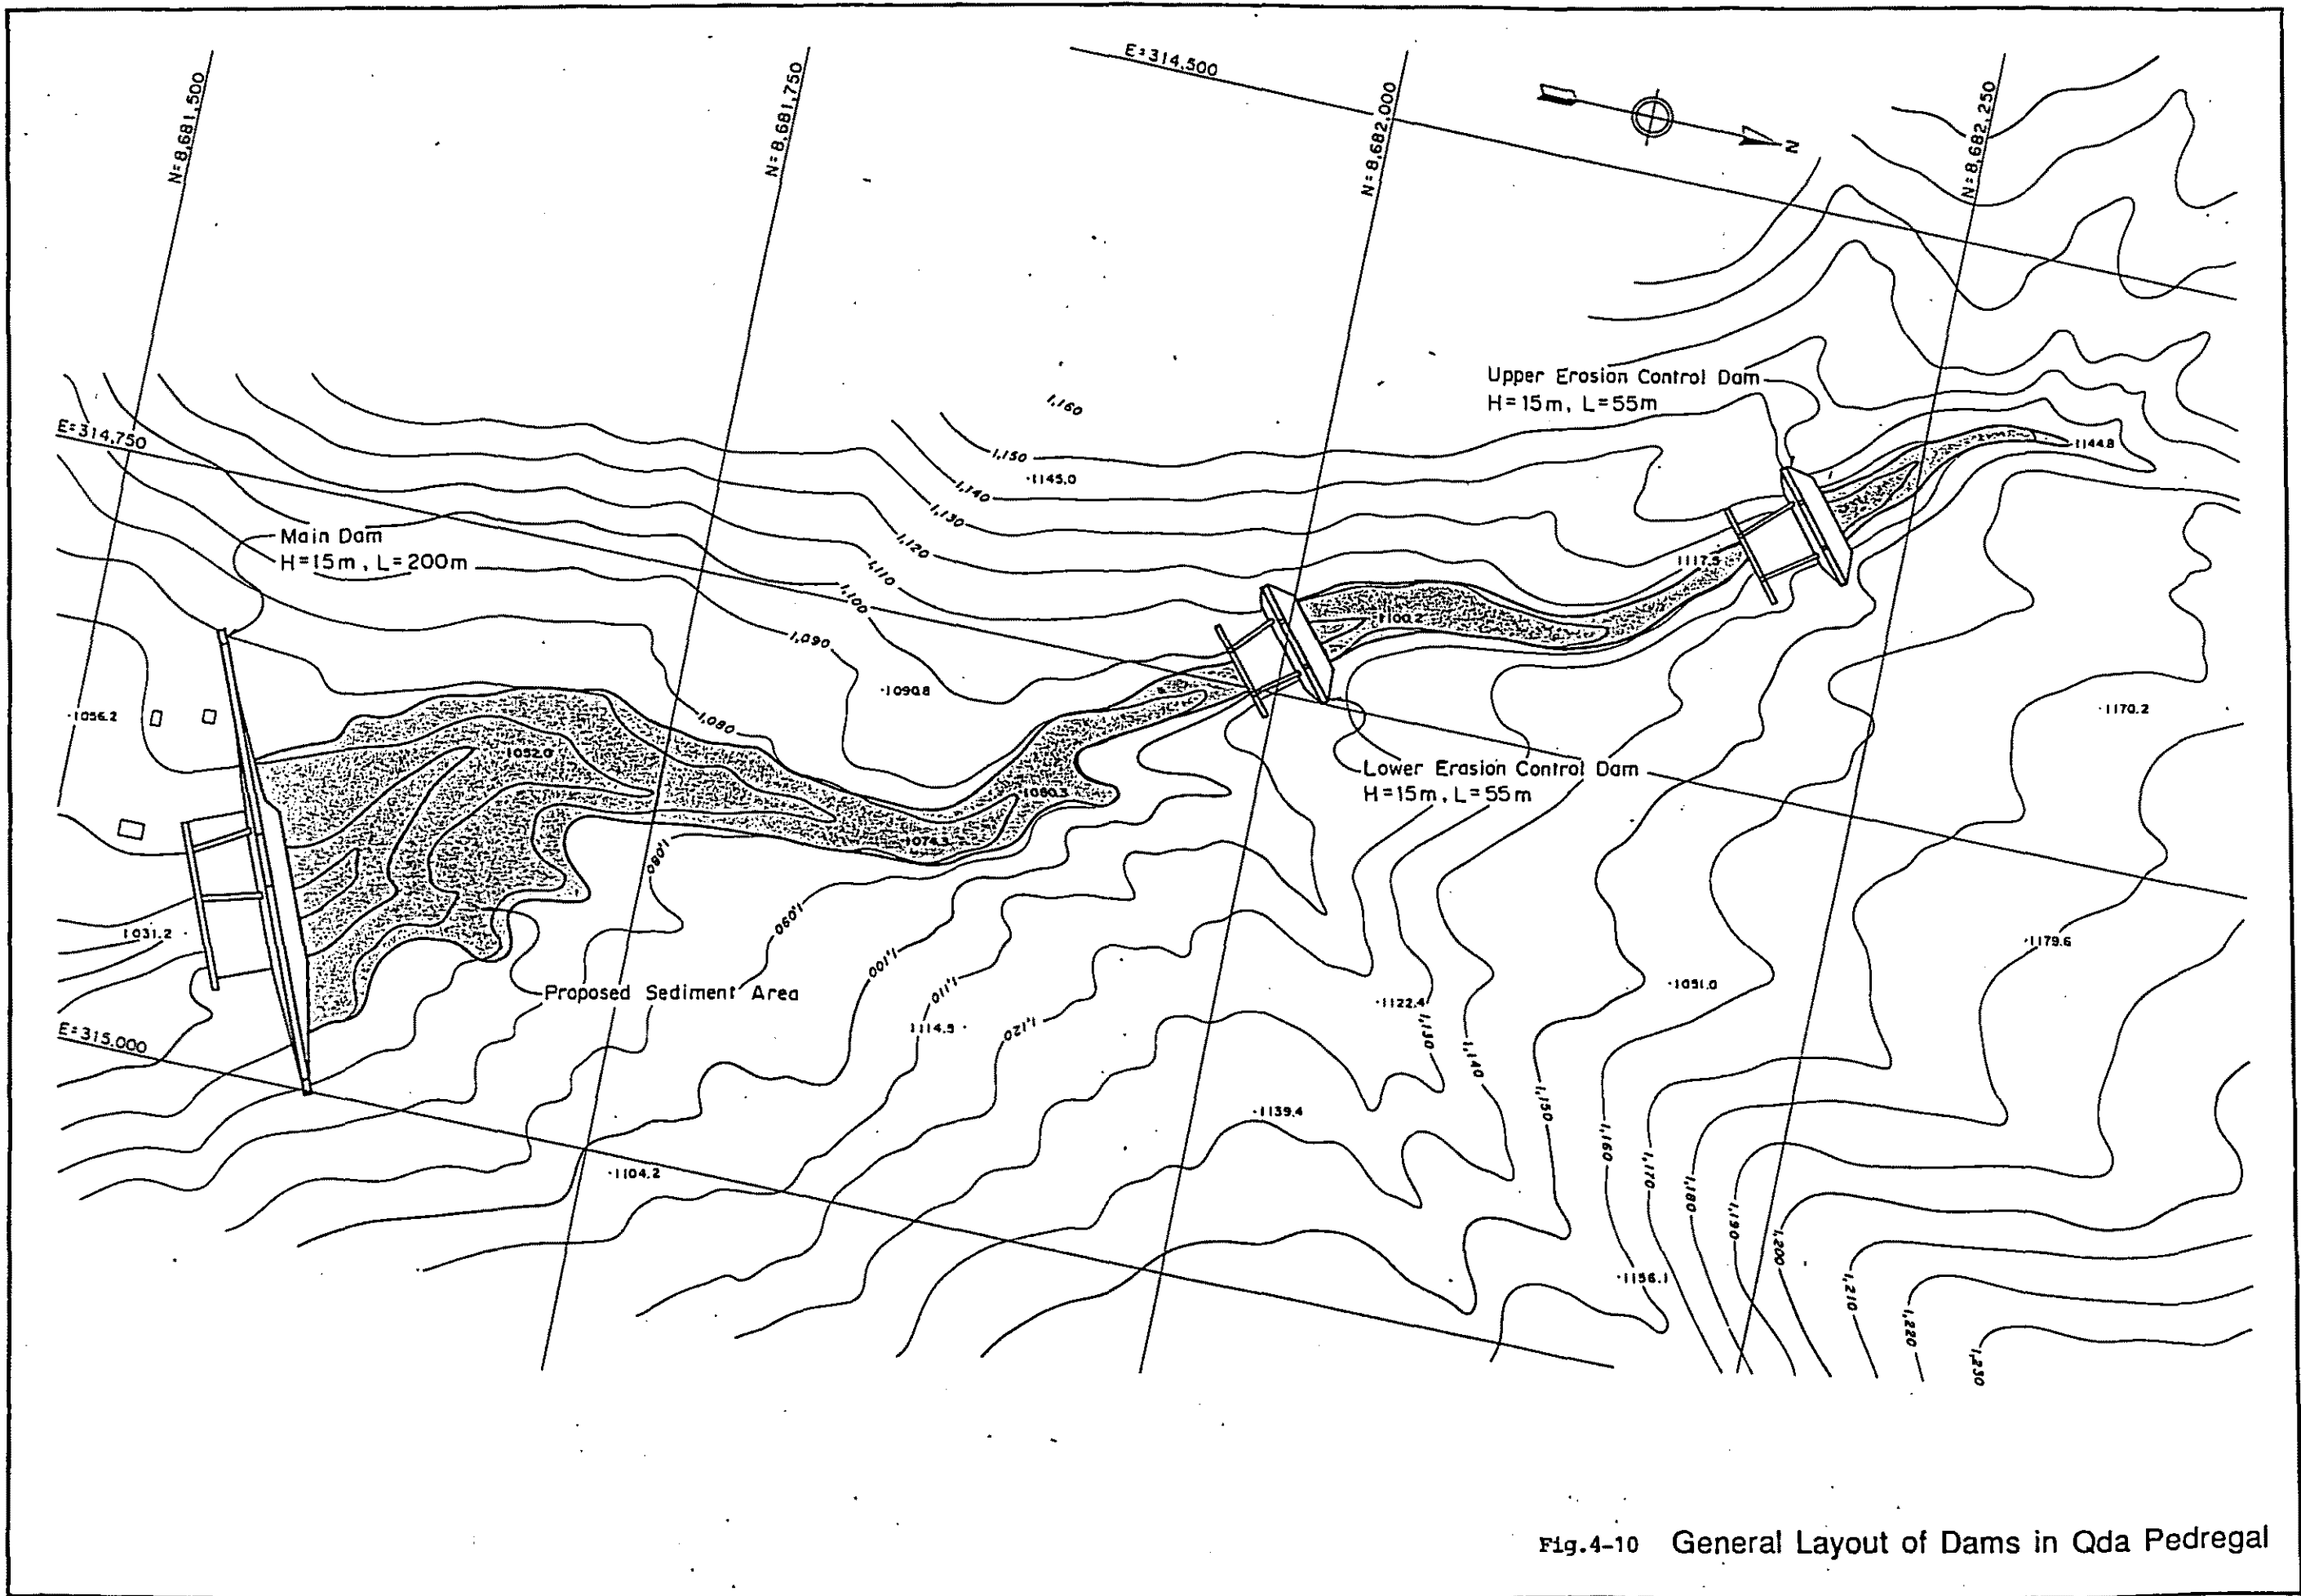 E=314,500
N=8,681,500
N=8,681,750
N=8,682,000
N=8,682,250
N
Upper Erosion Control Dam
H=15m, L=55m
1,160
E=314,750
1,150
·1145.0
1,140
1,130
1,120
1,110
1,100
1,090
·1144.8
Main Dam
H=15m, L=200m
1117.5
·1100.2
·1090.8
·1056.2
1,080
·1170.2
·1052.0
Lower Erosion Control Dam
H=15m, L=55m
·1080.3
·1074.3
1,080
1,090
1,100
1,110
1,120
1031.2 ·
·1179.6
·1051.0
Proposed Sediment Area
·1122.4
1114.5 ·
1,130
1,140
1,150
E=315,000
·1139.4
1,160
1,170
1,180
1,190
1,200
·1104.2
·1156.1
1,210
1,220
1,230
Fig.4-10 General Layout of Dams in Qda Pedregal